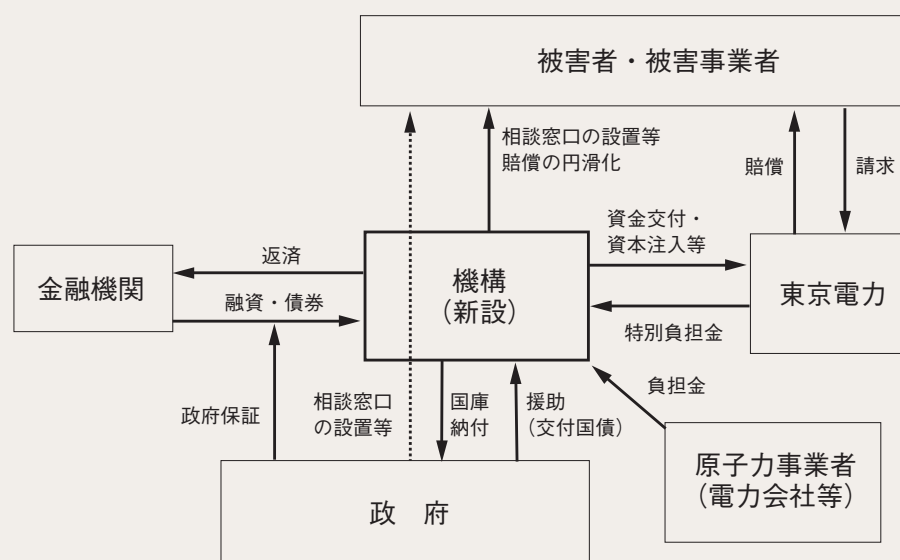 被害者・被害事業者
相談窓口の設置等
賠償の円滑化
賠償
請求
資金交付・
資本注入等
返済
金融機関
機構
（新設）
東京電力
融資・債券
特別負担金
負担金
政府保証
相談窓口
の設置等
国庫
納付
援助
（交付国債）
原子力事業者
（電力会社等）
政　府